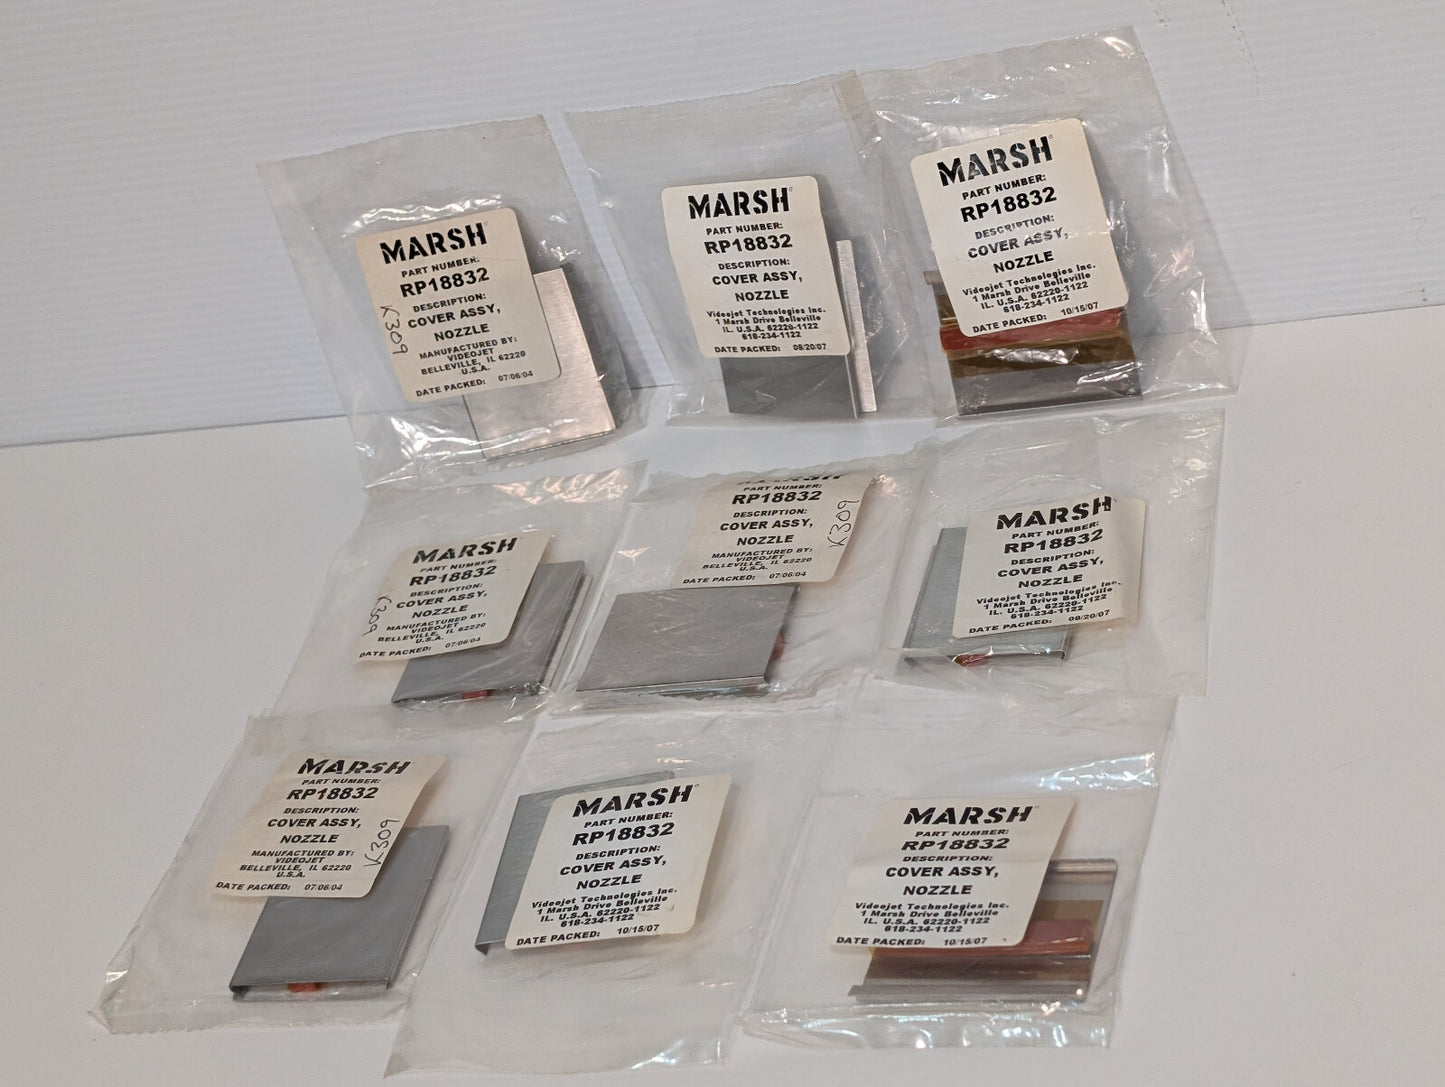 MARSH
PART NUMBER:
RP18832
DESCRIPTION:
COVER ASSY,
NOZZLE
MANUFACTURED BY:
VIDEOJET
BELLEVILLE, IL 62220
U.S.A.
DATE PACKED: 07/06/04
K309
MARSH
PART NUMBER:
RP18832
DESCRIPTION:
COVER ASSY,
NOZZLE
Videojet Technologies Inc.
1 Marsh Drive Belleville
IL. U.S.A. 62220-1122
618-234-1122
DATE PACKED: 08/20/07
MARSH
PART NUMBER:
RP18832
DESCRIPTION:
COVER ASSY,
NOZZLE
Videojet Technologies Inc.
1 Marsh Drive Belleville
IL. U.S.A. 62220-1122
618-234-1122
DATE PACKED: 10/15/07
MARSH
PART NUMBER:
RP18832
DESCRIPTION:
COVER ASSY,
NOZZLE
MANUFACTURED BY:
VIDEOJET
BELLEVILLE, IL 62220
U.S.A.
DATE PACKED: 07/06/04
K309
MARSH
PART NUMBER:
RP18832
DESCRIPTION:
COVER ASSY,
NOZZLE
MANUFACTURED BY:
VIDEOJET
BELLEVILLE, IL 62220
U.S.A.
DATE PACKED: 07/06/04
K309
MARSH
PART NUMBER:
RP18832
DESCRIPTION:
COVER ASSY,
NOZZLE
Videojet Technologies Inc.
1 Marsh Drive Belleville
IL. U.S.A. 62220-1122
618-234-1122
DATE PACKED: 08/20/07
MARSH
PART NUMBER:
RP18832
DESCRIPTION:
COVER ASSY,
NOZZLE
MANUFACTURED BY:
VIDEOJET
BELLEVILLE, IL 62220
U.S.A.
DATE PACKED: 07/06/04
K309
MARSH
PART NUMBER:
RP18832
DESCRIPTION:
COVER ASSY,
NOZZLE
Videojet Technologies Inc.
1 Marsh Drive Belleville
IL. U.S.A. 62220-1122
618-234-1122
DATE PACKED: 10/15/07
MARSH
PART NUMBER:
RP18832
DESCRIPTION:
COVER ASSY,
NOZZLE
Videojet Technologies Inc.
1 Marsh Drive Belleville
IL. U.S.A. 62220-1122
618-234-1122
DATE PACKED: 10/15/07